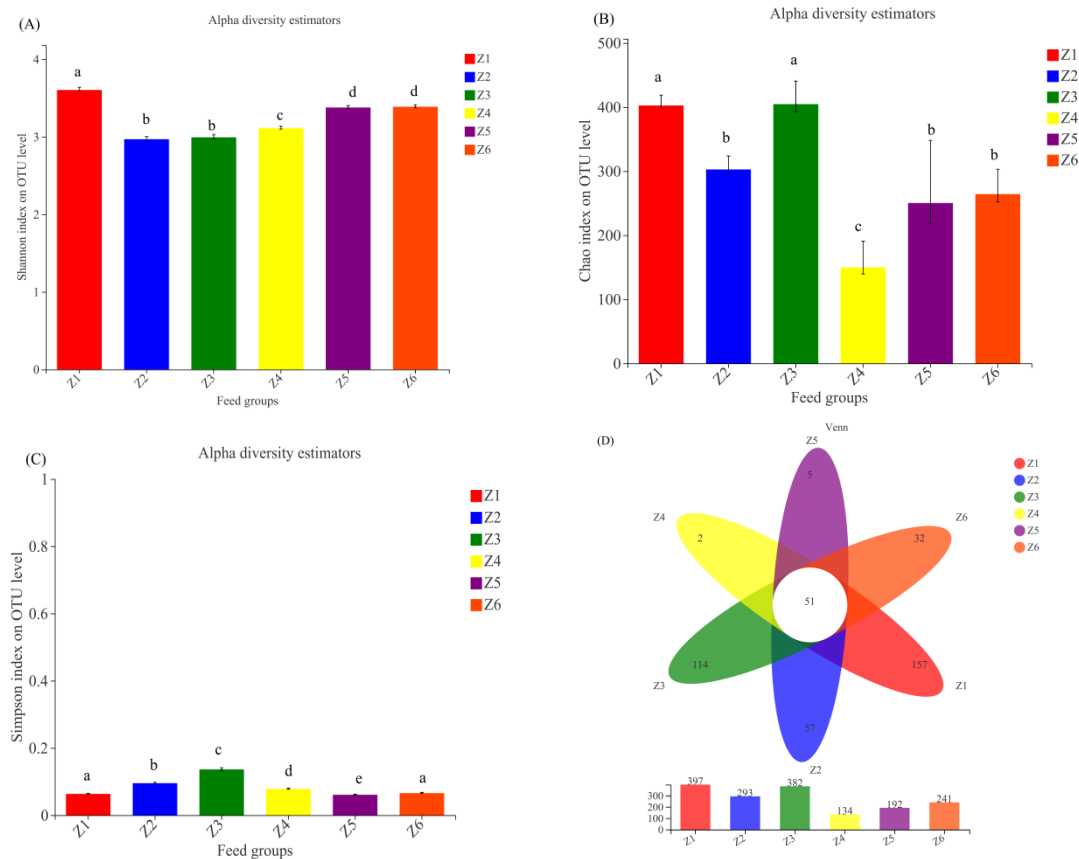 (A)
Alpha diversity estimators
Shannon index on OTU level
4
3
2
1
0
a
b
b
c
d
d
Z1
Z2
Z3
Z4
Z5
Z6
Feed groups
Z1
Z2
Z3
Z4
Z5
Z6
(B)
Alpha diversity estimators
Chao index on OTU level
500
400
300
200
100
0
a
b
a
c
b
b
Z1
Z2
Z3
Z4
Z5
Z6
Feed groups
Z1
Z2
Z3
Z4
Z5
Z6
(C)
Alpha diversity estimators
Simpson index on OTU level
1
0.8
0.6
0.4
0.2
0
a
b
c
d
e
a
Z1
Z2
Z3
Z4
Z5
Z6
Feed groups
Z1
Z2
Z3
Z4
Z5
Z6
(D)
Venn
Z5
5
Z4
2
Z6
32
51
Z3
114
157
Z1
57
Z2
Z1
Z2
Z3
Z4
Z5
Z6
300
200
100
0
397
293
382
134
192
241
Z1
Z2
Z3
Z4
Z5
Z6
Feed groups